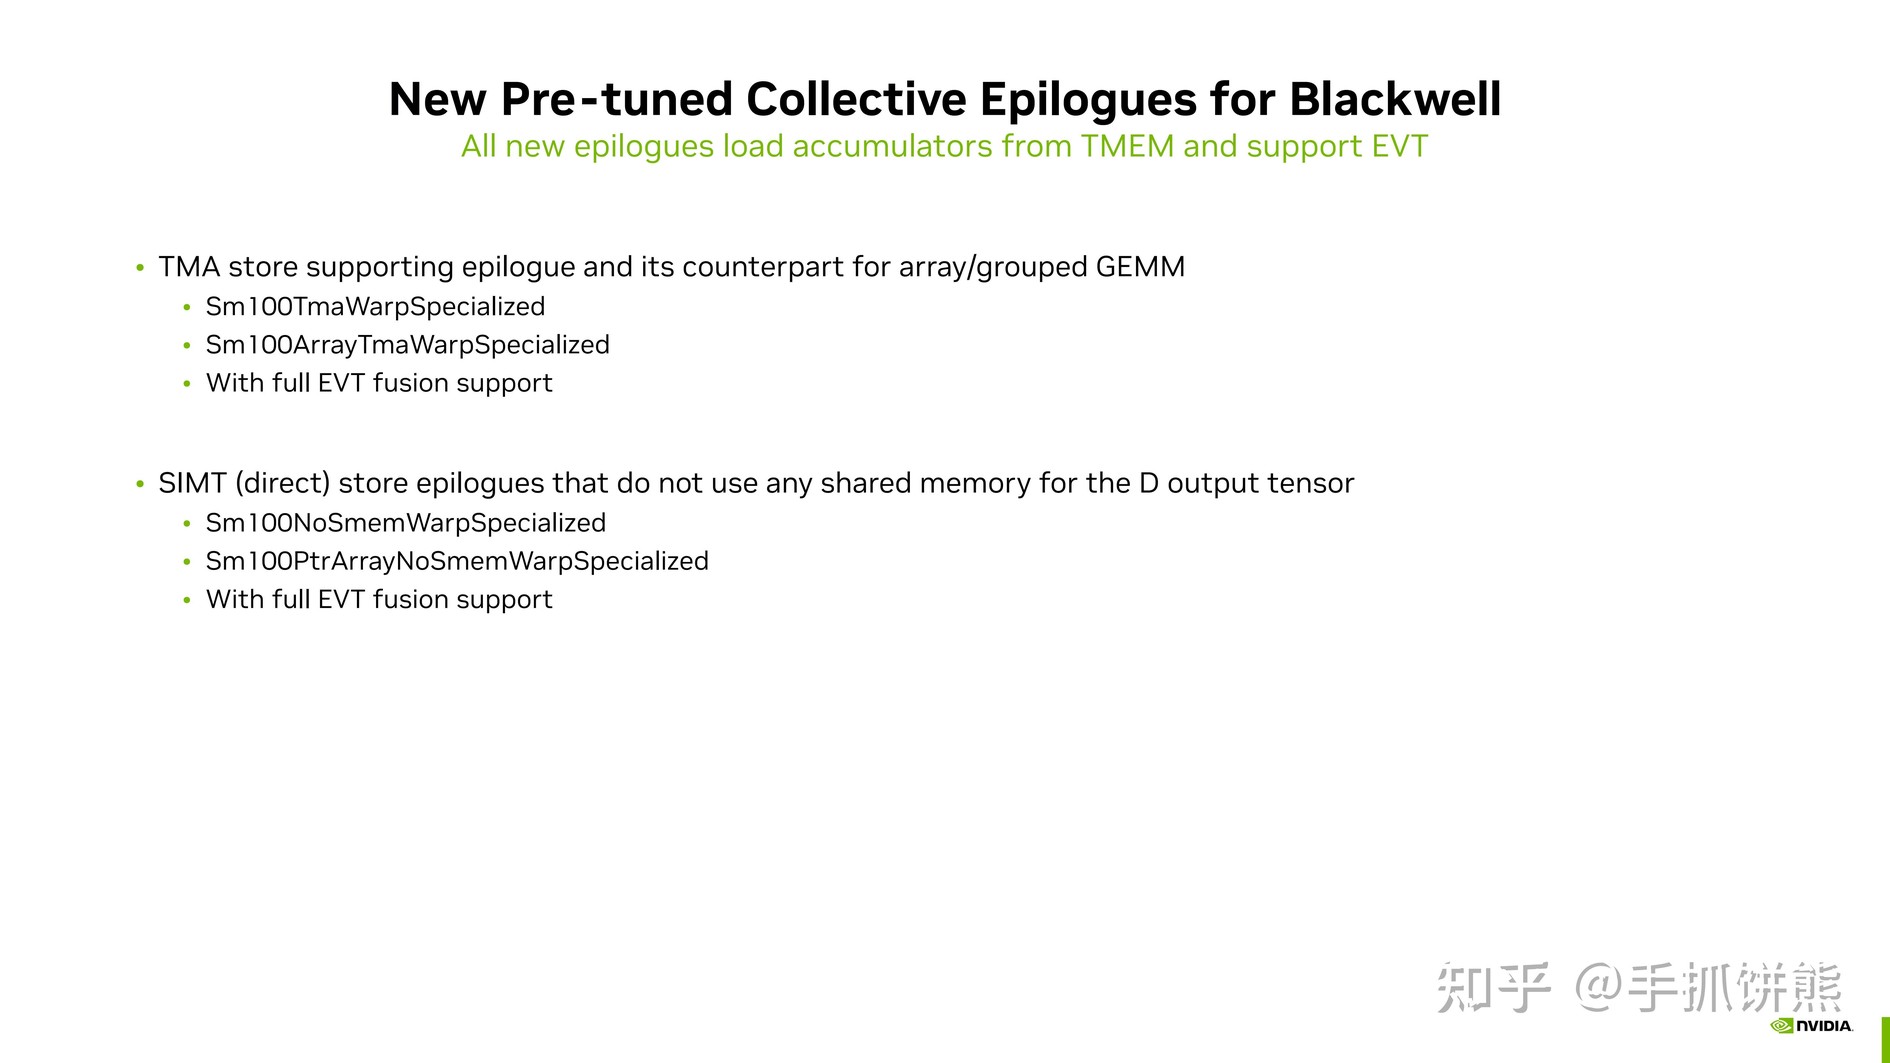 New Pre-tuned Collective Epilogues for Blackwell
All new epilogues load accumulators from TMEM and support EVT
• TMA store supporting epilogue and its counterpart for array/grouped GEMM
• Sm100TmaWarpSpecialized
• Sm100ArrayTmaWarpSpecialized
• With full EVT fusion support
• SIMT (direct) store epilogues that do not use any shared memory for the D output tensor
• Sm100NoSmemWarpSpecialized
• Sm100PtrArrayNoSmemWarpSpecialized
• With full EVT fusion support
知乎 @手抓饼熊
NVIDIA.